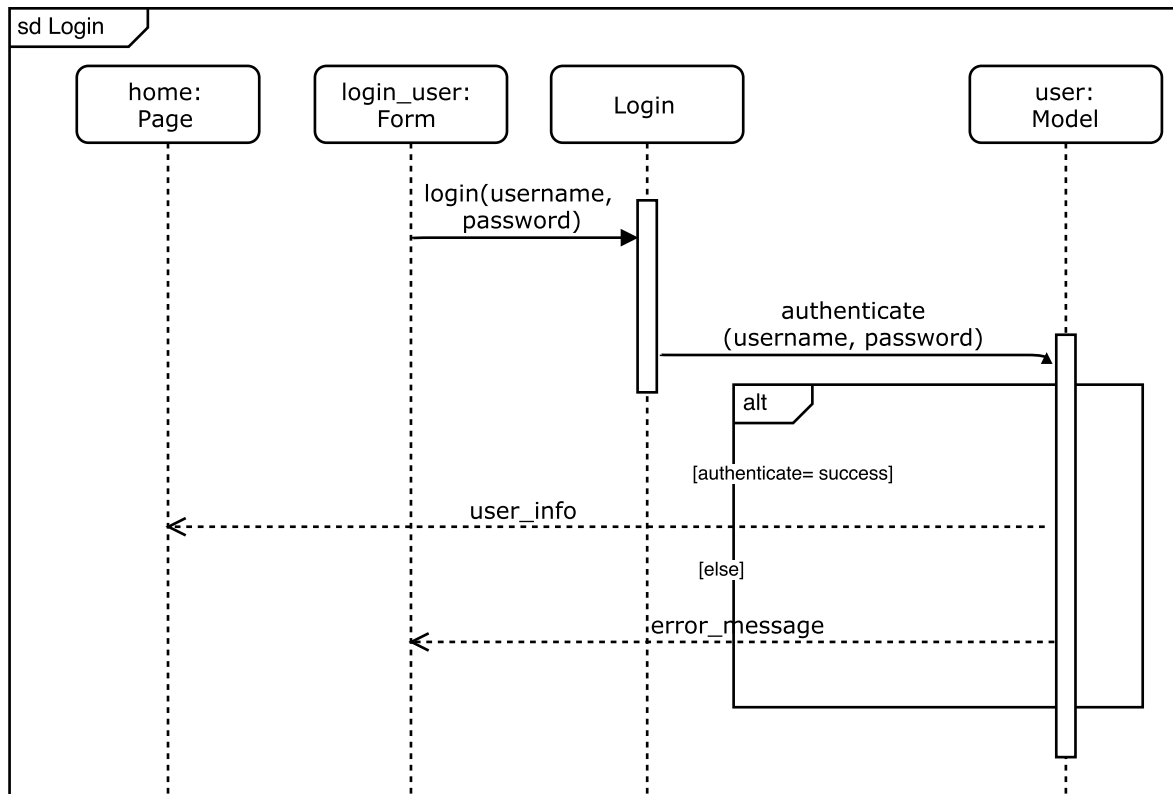 sd Login
home:
Page
login_user:
Form
Login
user:
Model
login(username,
password)
authenticate
(username, password)
alt
[authenticate= success]
user_info
[else]
error_message